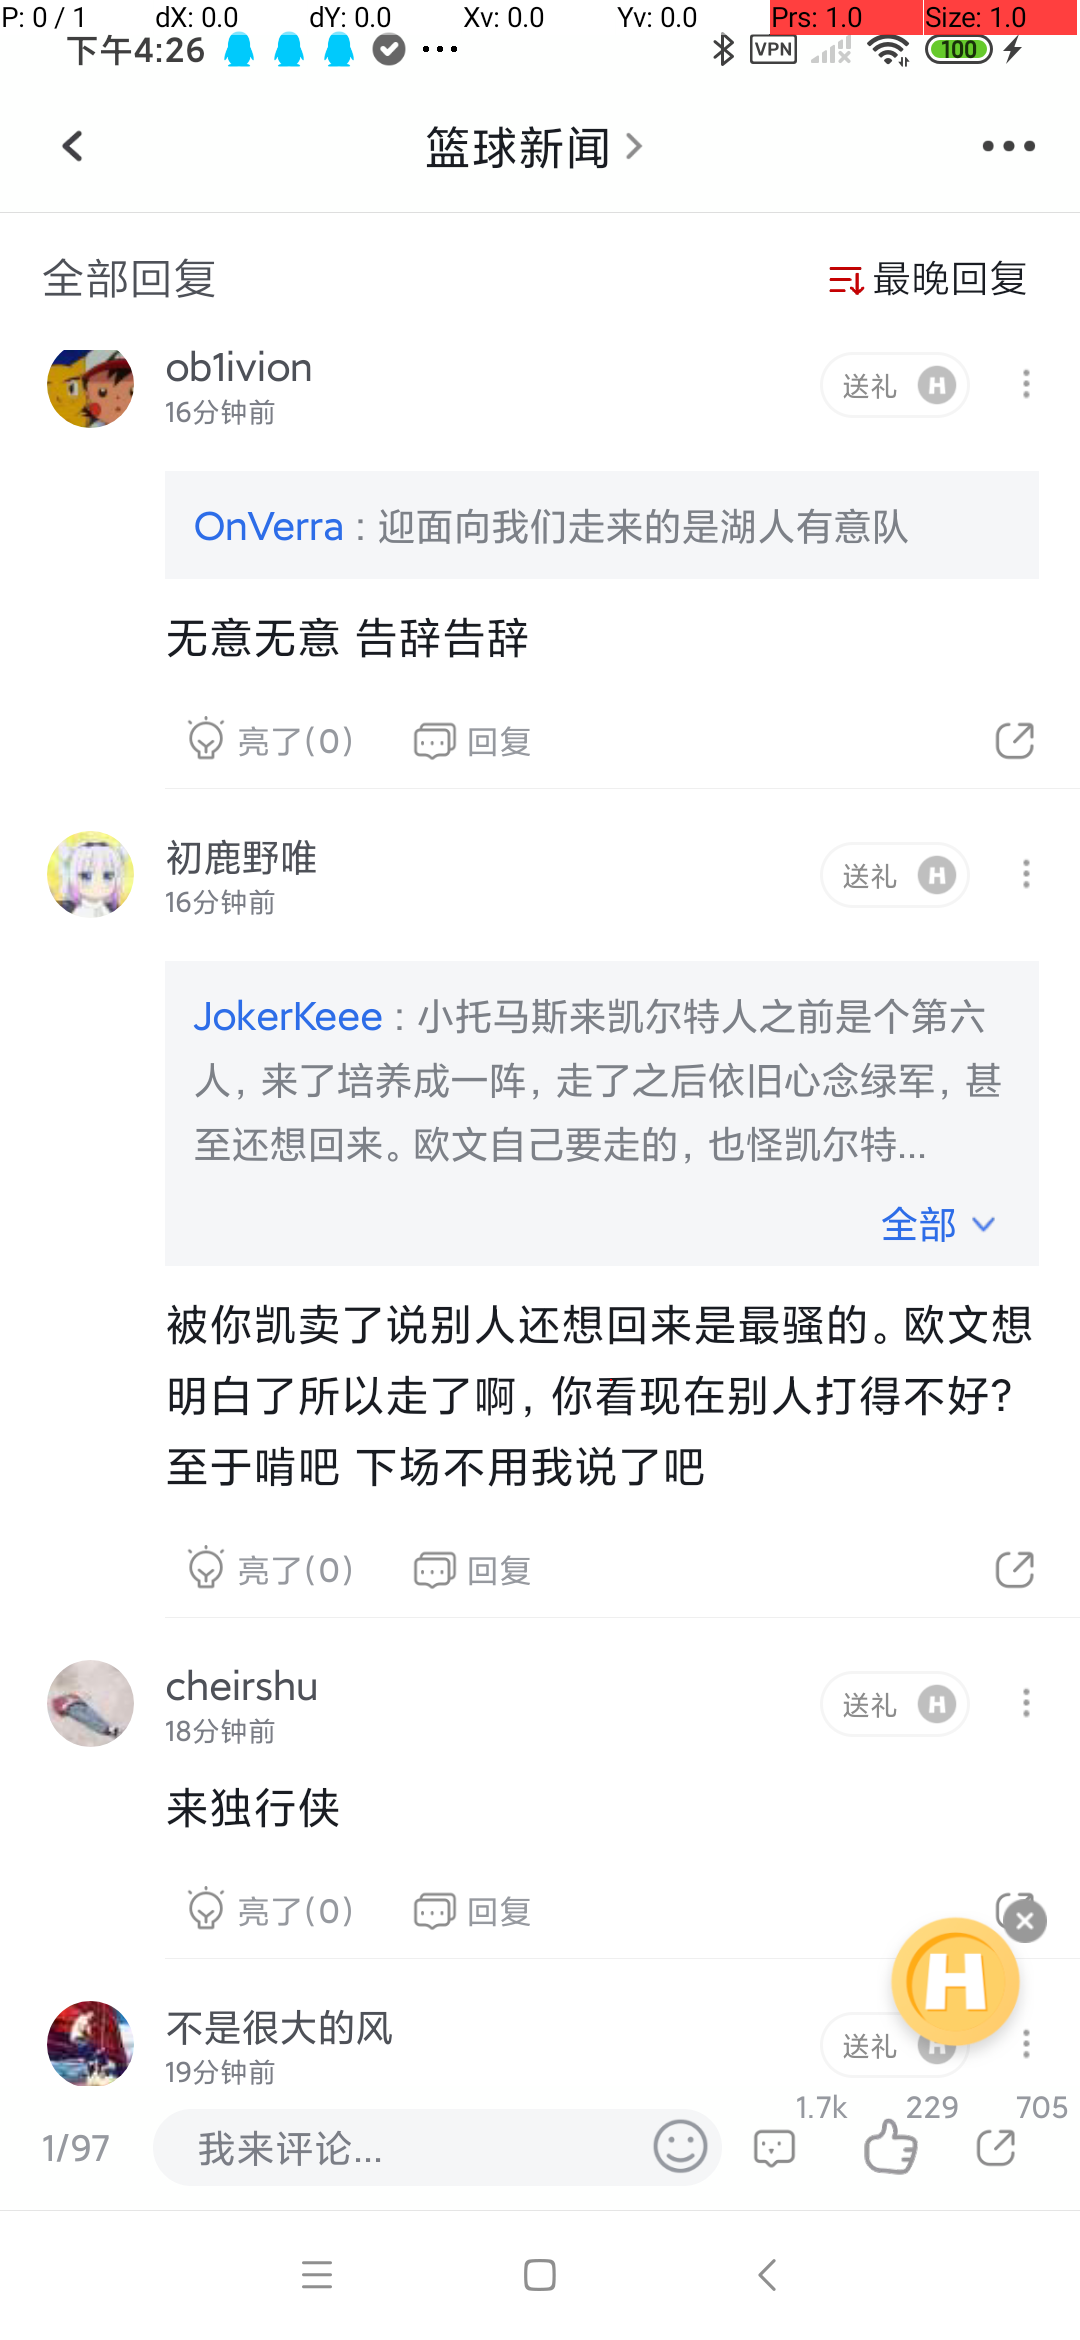 P: 0 / 1 dX: 0.0 dY: 0.0 Xv: 0.0 Yv: 0.0 Prs: 1.0 Size: 1.0
下午4:26 VPN 100
篮球新闻
全部回复 最晚回复
ob1ivion
16分钟前 送礼 H
OnVerra : 迎面向我们走来的是湖人有意队
无意无意 告辞告辞
亮了(0) 回复
初鹿野唯
16分钟前 送礼 H
JokerKeee : 小托马斯来凯尔特人之前是个第六
人, 来了培养成一阵, 走了之后依旧心念绿军, 甚
至还想回来。欧文自己要走的, 也怪凯尔特...
全部
被你凯卖了说别人还想回来是最骚的。欧文想
明白了所以走了啊, 你看现在别人打得不好?
至于啃吧 下场不用我说了吧
亮了(0) 回复
cheirshu
18分钟前 送礼 H
来独行侠
亮了(0) 回复
H
不是很大的风
19分钟前 送礼 H
1/97 我来评论... 1.7k 229 705